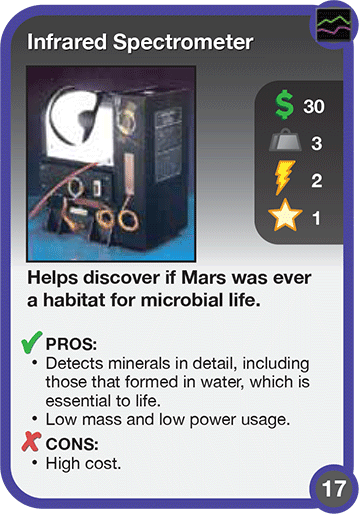 Infrared Spectrometer
$ 30
3
2
1
Helps discover if Mars was ever
a habitat for microbial life.
PROS:
• Detects minerals in detail, including
those that formed in water, which is
essential to life.
• Low mass and low power usage.
CONS:
• High cost.
17